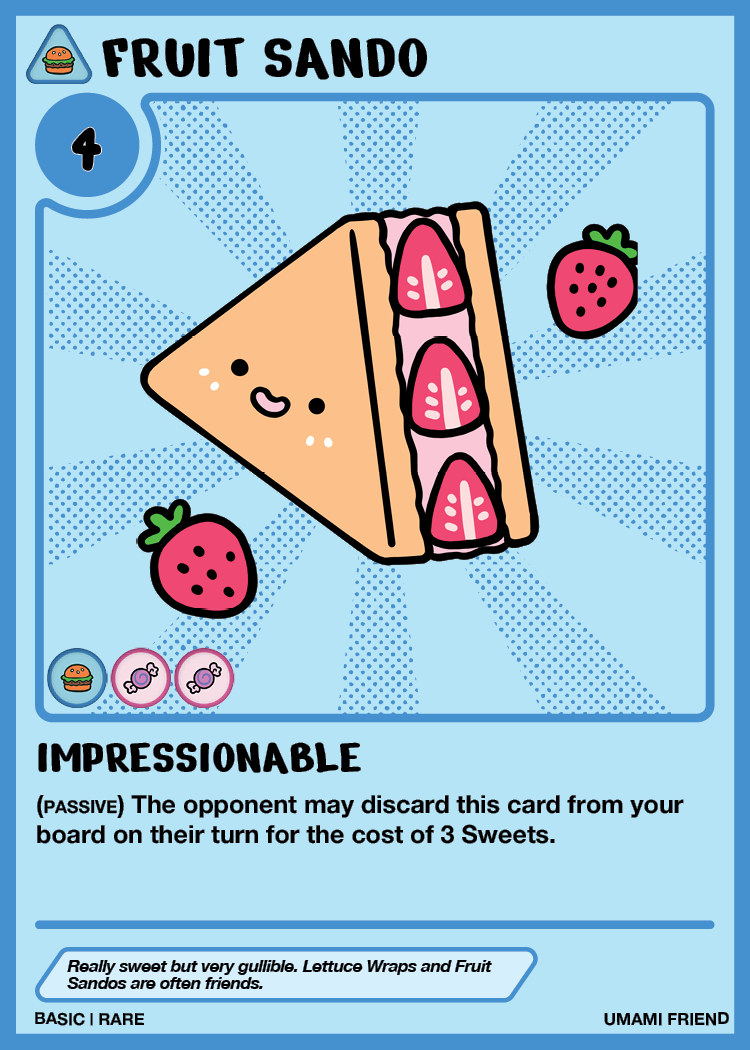 FRUIT SANDO
4
IMPRESSIONABLE
(PASSIVE) The opponent may discard this card from your
board on their turn for the cost of 3 Sweets.
Really sweet but very gullible. Lettuce Wraps and Fruit
Sandos are often friends.
BASIC | RARE
UMAMI FRIEND